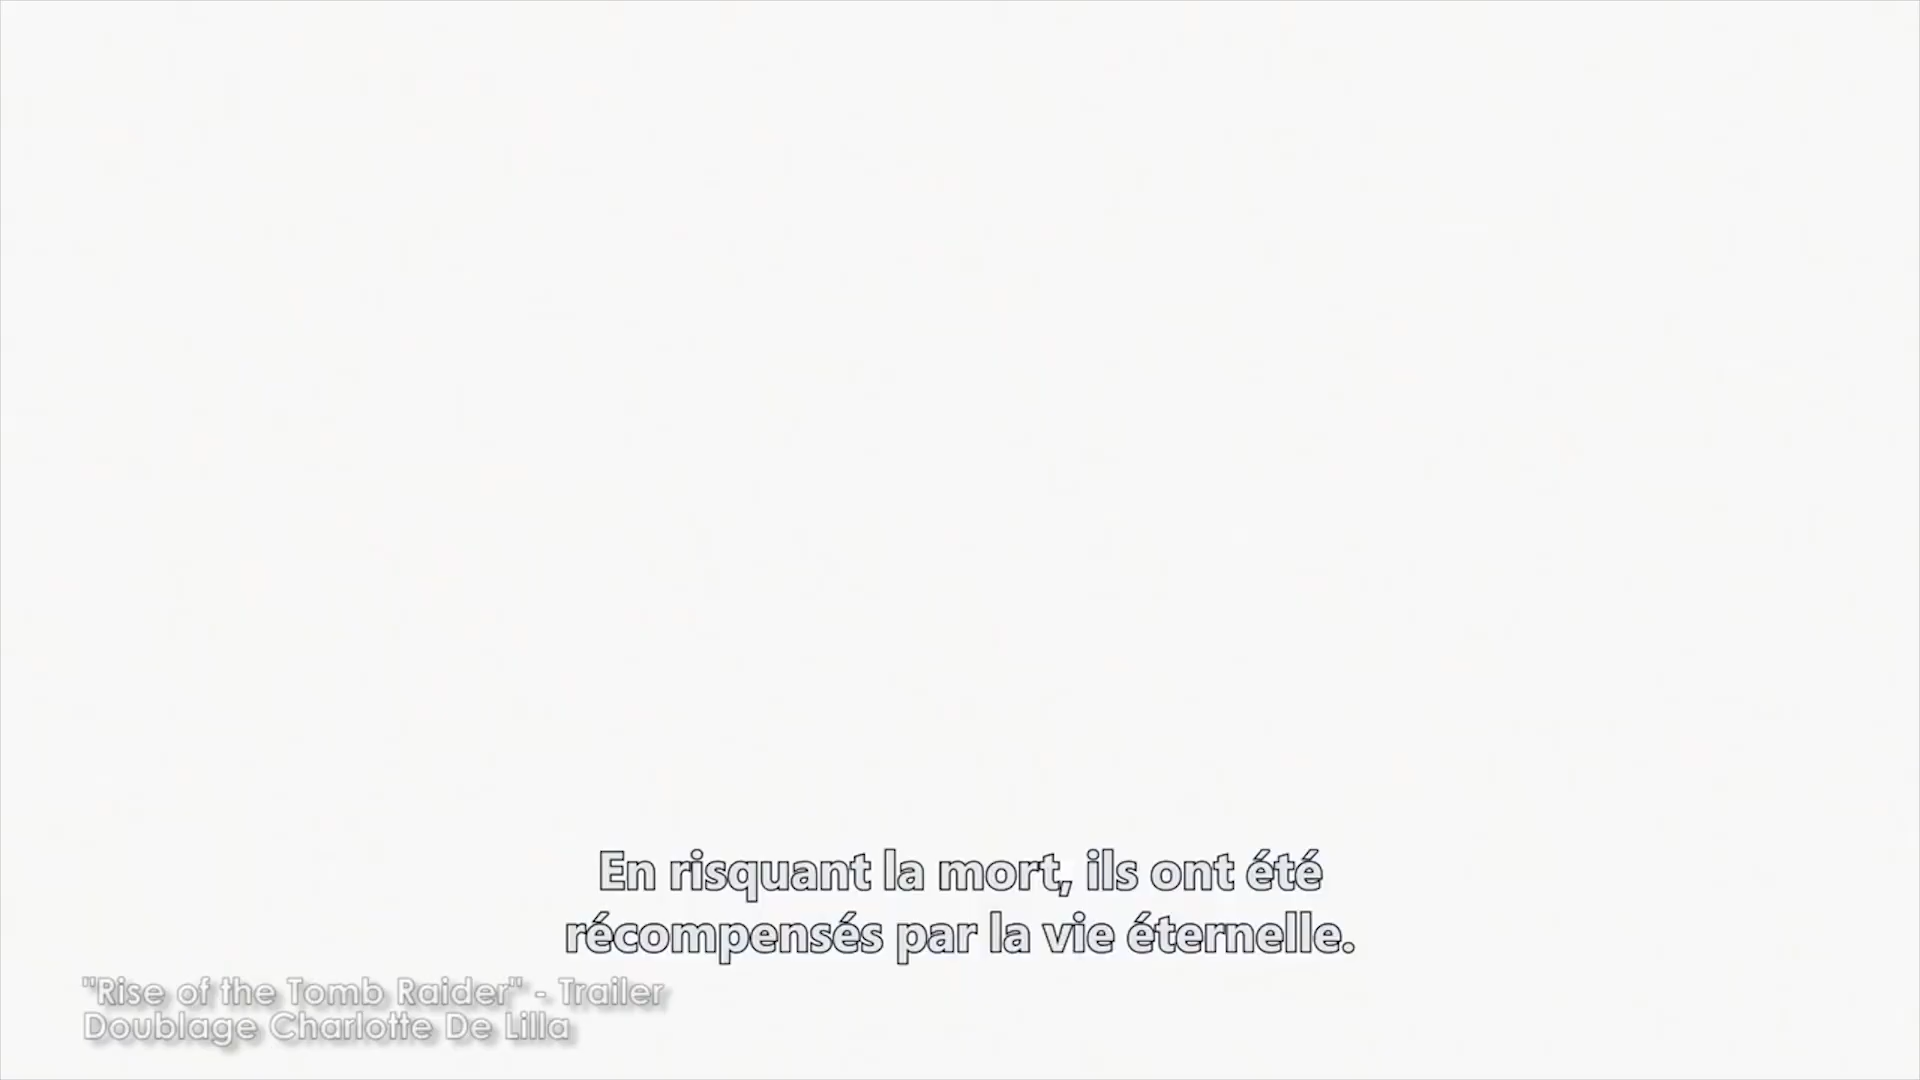 En risquant la mort, ils ont été
récompensés par la vie éternelle.
"Rise of the Tomb Raider" - Trailer
Doublage Charlotte De Lilla